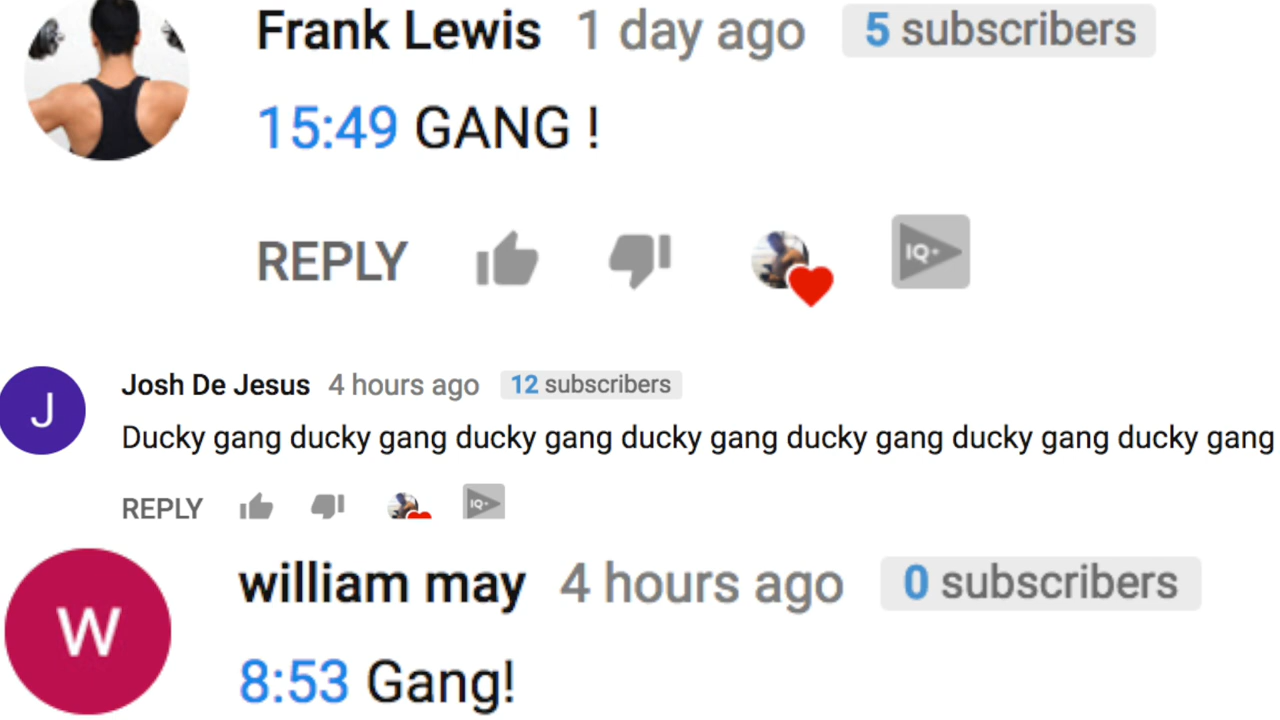 Frank Lewis 1 day ago 5 subscribers
15:49 GANG !
REPLY IQ
J Josh De Jesus 4 hours ago 12 subscribers
Ducky gang ducky gang ducky gang ducky gang ducky gang ducky gang ducky gang
REPLY IQ
W william may 4 hours ago 0 subscribers
8:53 Gang!